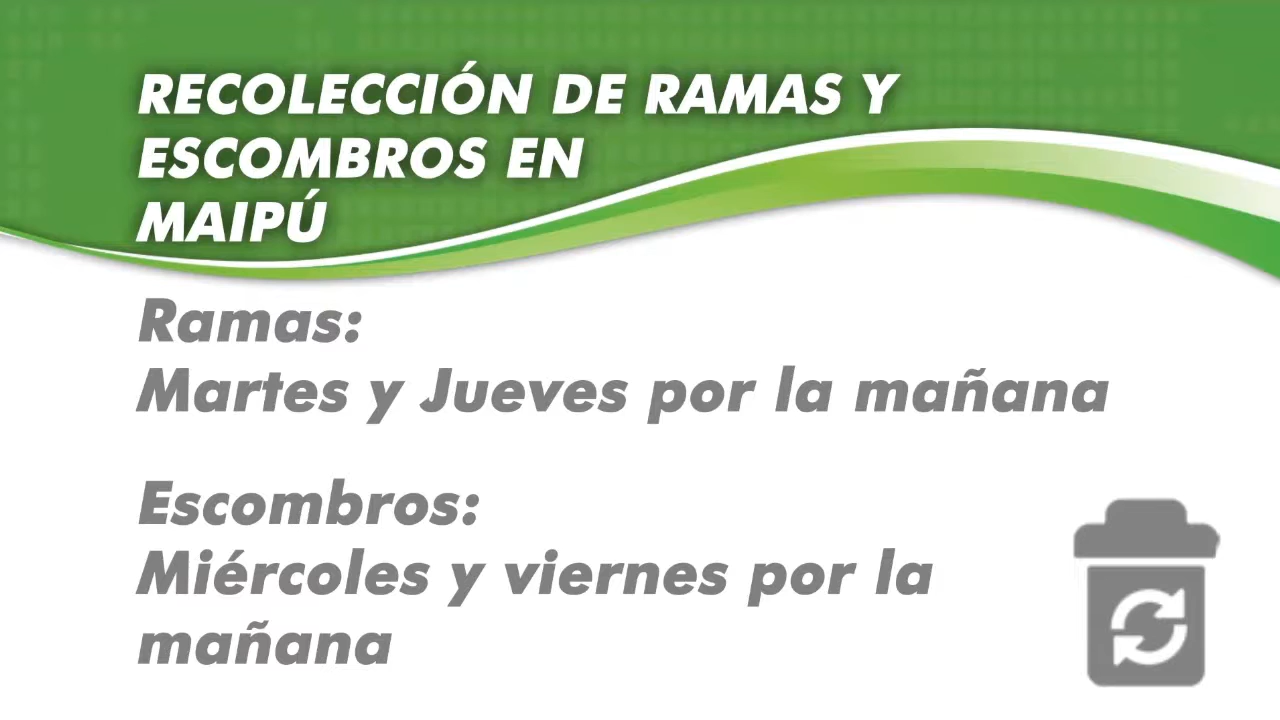 RECOLECCIÓN DE RAMAS Y
ESCOMBROS EN
MAIPÚ
Ramas:
Martes y Jueves por la mañana
Escombros:
Miércoles y viernes por la
mañana